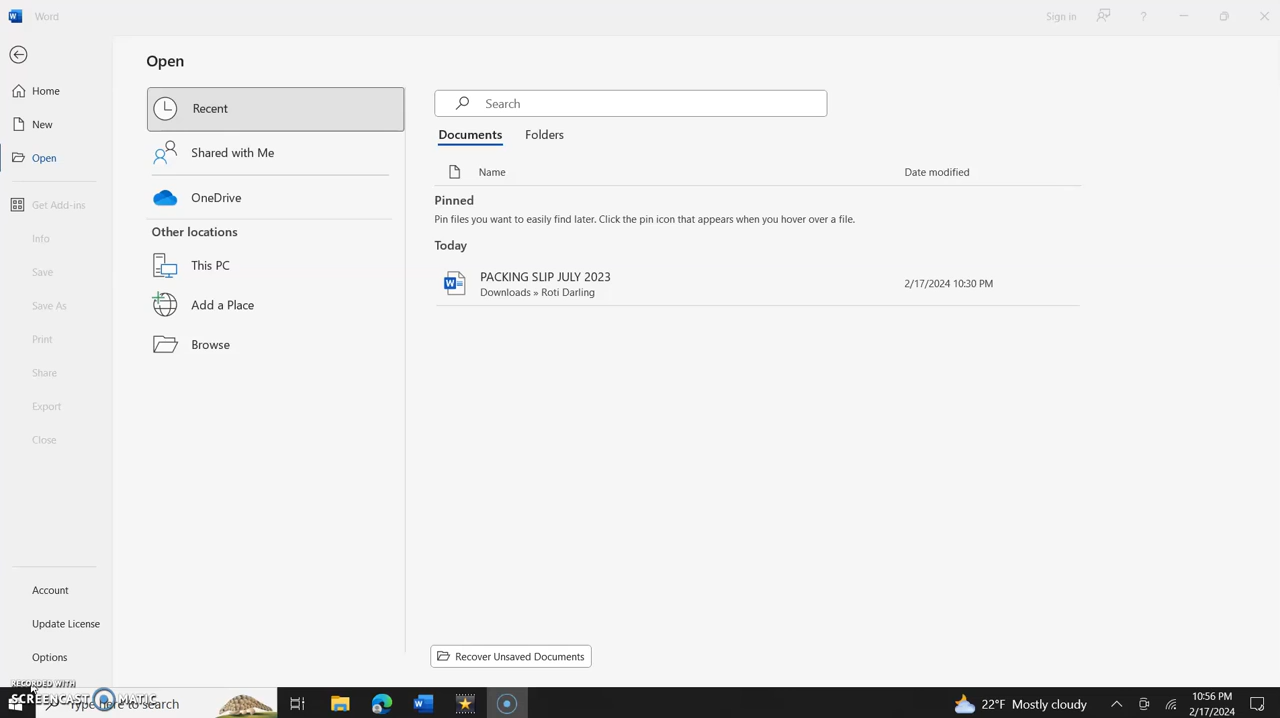 Word
Sign in
Open
Home
New
Open
Get Add-ins
Info
Save
Save As
Print
Share
Export
Close
Account
Update License
Options
Recent
Shared with Me
OneDrive
Other locations
This PC
Add a Place
Browse
Search
Documents Folders
Name Date modified
Pinned
Pin files you want to easily find later. Click the pin icon that appears when you hover over a file.
Today
PACKING SLIP JULY 2023 2/17/2024 10:30 PM
Downloads » Roti Darling
Recover Unsaved Documents
RECORDED WITH
SCREENCAST MATIC
Type here to search
22°F Mostly cloudy
10:56 PM
2/17/2024